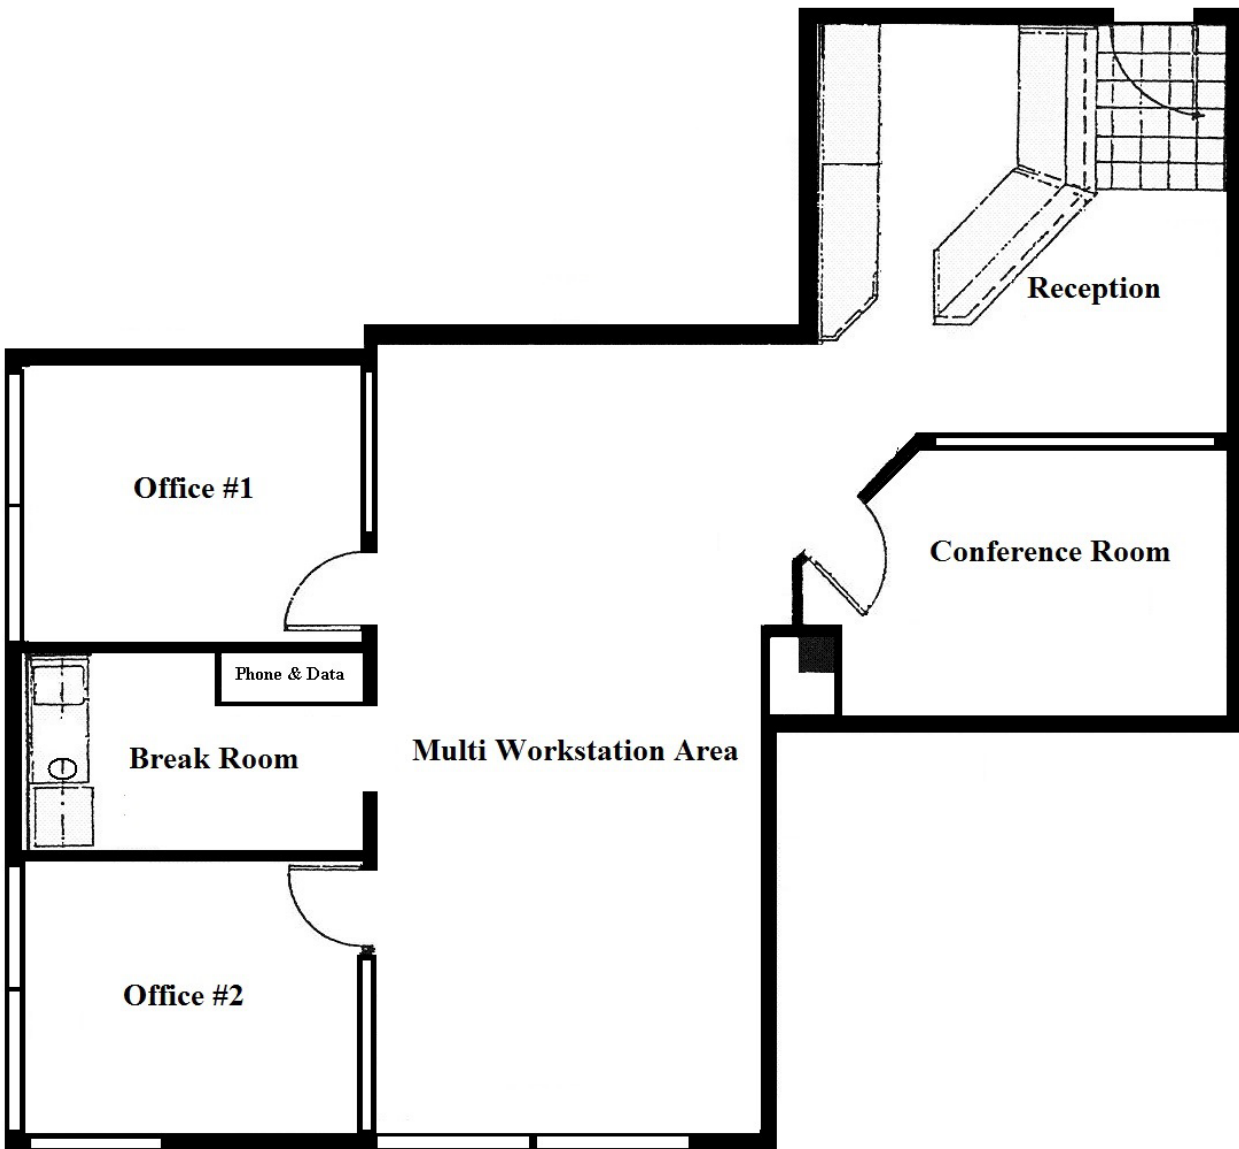 Reception
Office #1
Conference Room
Phone & Data
Break Room
Multi Workstation Area
Office #2